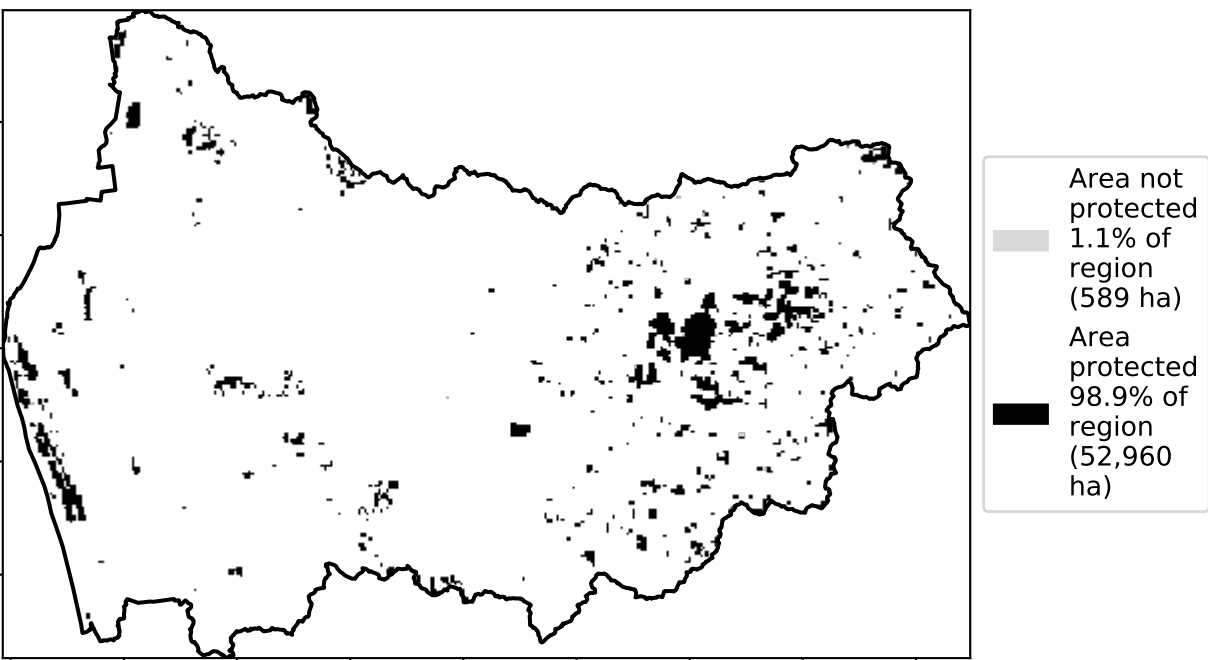 Area not
protected
1.1% of
region
(589 ha)
Area
protected
98.9% of
region
(52,960
ha)